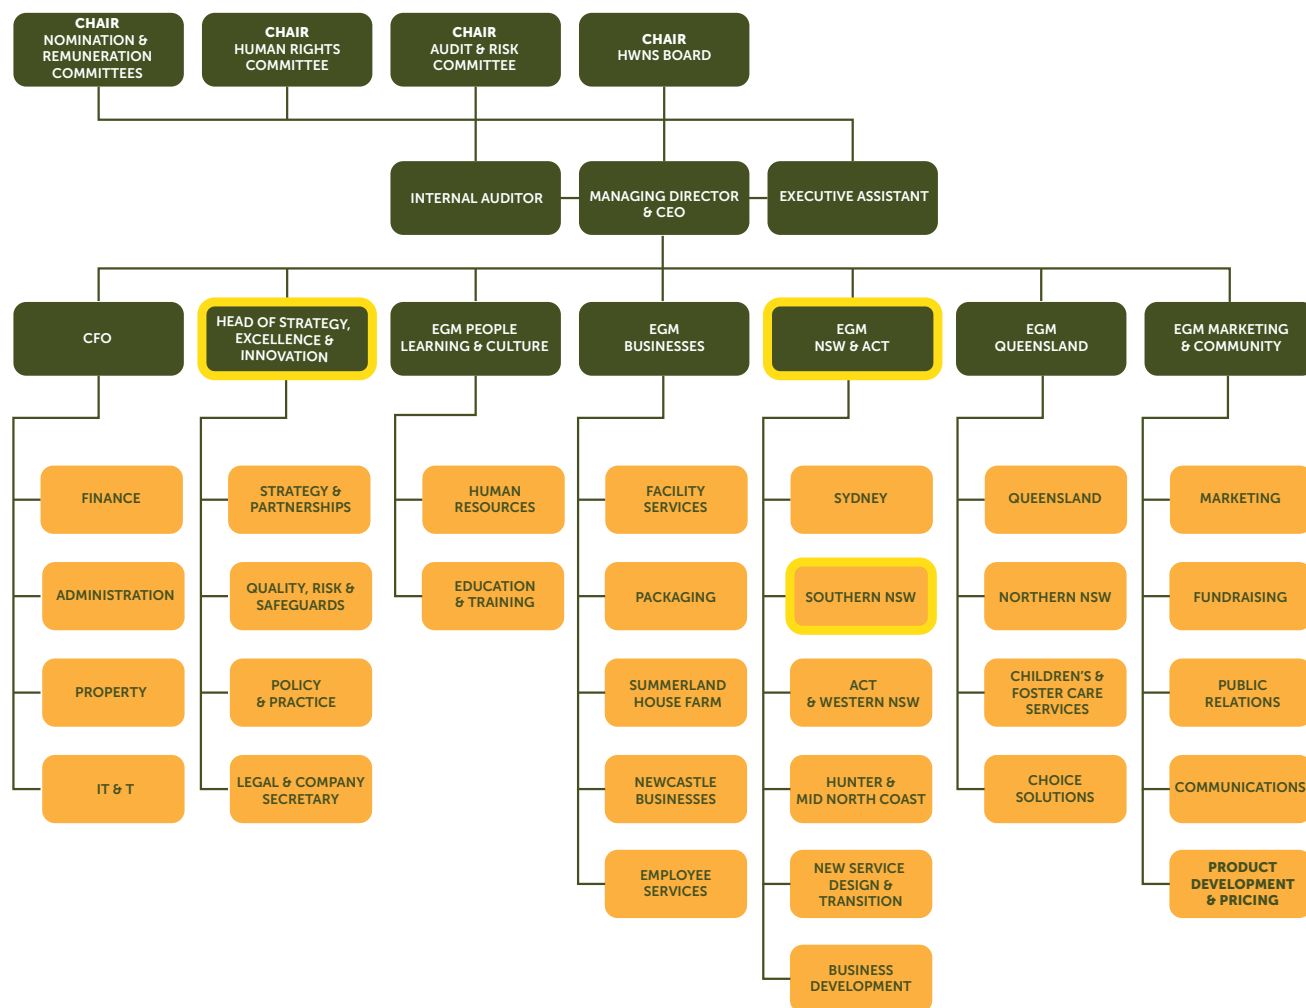 CHAIR
NOMINATION &
REMUNERATION
COMMITTEES
CHAIR
HUMAN RIGHTS
COMMITTEE
CHAIR
AUDIT & RISK
COMMITTEE
CHAIR
HWNS BOARD
INTERNAL AUDITOR
MANAGING DIRECTOR
& CEO
EXECUTIVE ASSISTANT
CFO
HEAD OF STRATEGY,
EXCELLENCE &
INNOVATION
EGM PEOPLE
LEARNING & CULTURE
EGM
BUSINESSES
EGM
NSW & ACT
EGM
QUEENSLAND
EGM MARKETING
& COMMUNITY
FINANCE
ADMINISTRATION
PROPERTY
IT & T
STRATEGY &
PARTNERSHIPS
QUALITY, RISK &
SAFEGUARDS
POLICY
& PRACTICE
LEGAL & COMPANY
SECRETARY
HUMAN
RESOURCES
EDUCATION
& TRAINING
FACILITY
SERVICES
PACKAGING
SUMMERLAND
HOUSE FARM
NEWCASTLE
BUSINESSES
EMPLOYEE
SERVICES
SYDNEY
SOUTHERN NSW
ACT
& WESTERN NSW
HUNTER &
MID NORTH COAST
NEW SERVICE
DESIGN &
TRANSITION
BUSINESS
DEVELOPMENT
QUEENSLAND
NORTHERN NSW
CHILDREN'S &
FOSTER CARE
SERVICES
CHOICE
SOLUTIONS
MARKETING
FUNDRAISING
PUBLIC
RELATIONS
COMMUNICATIONS
PRODUCT
DEVELOPMENT
& PRICING